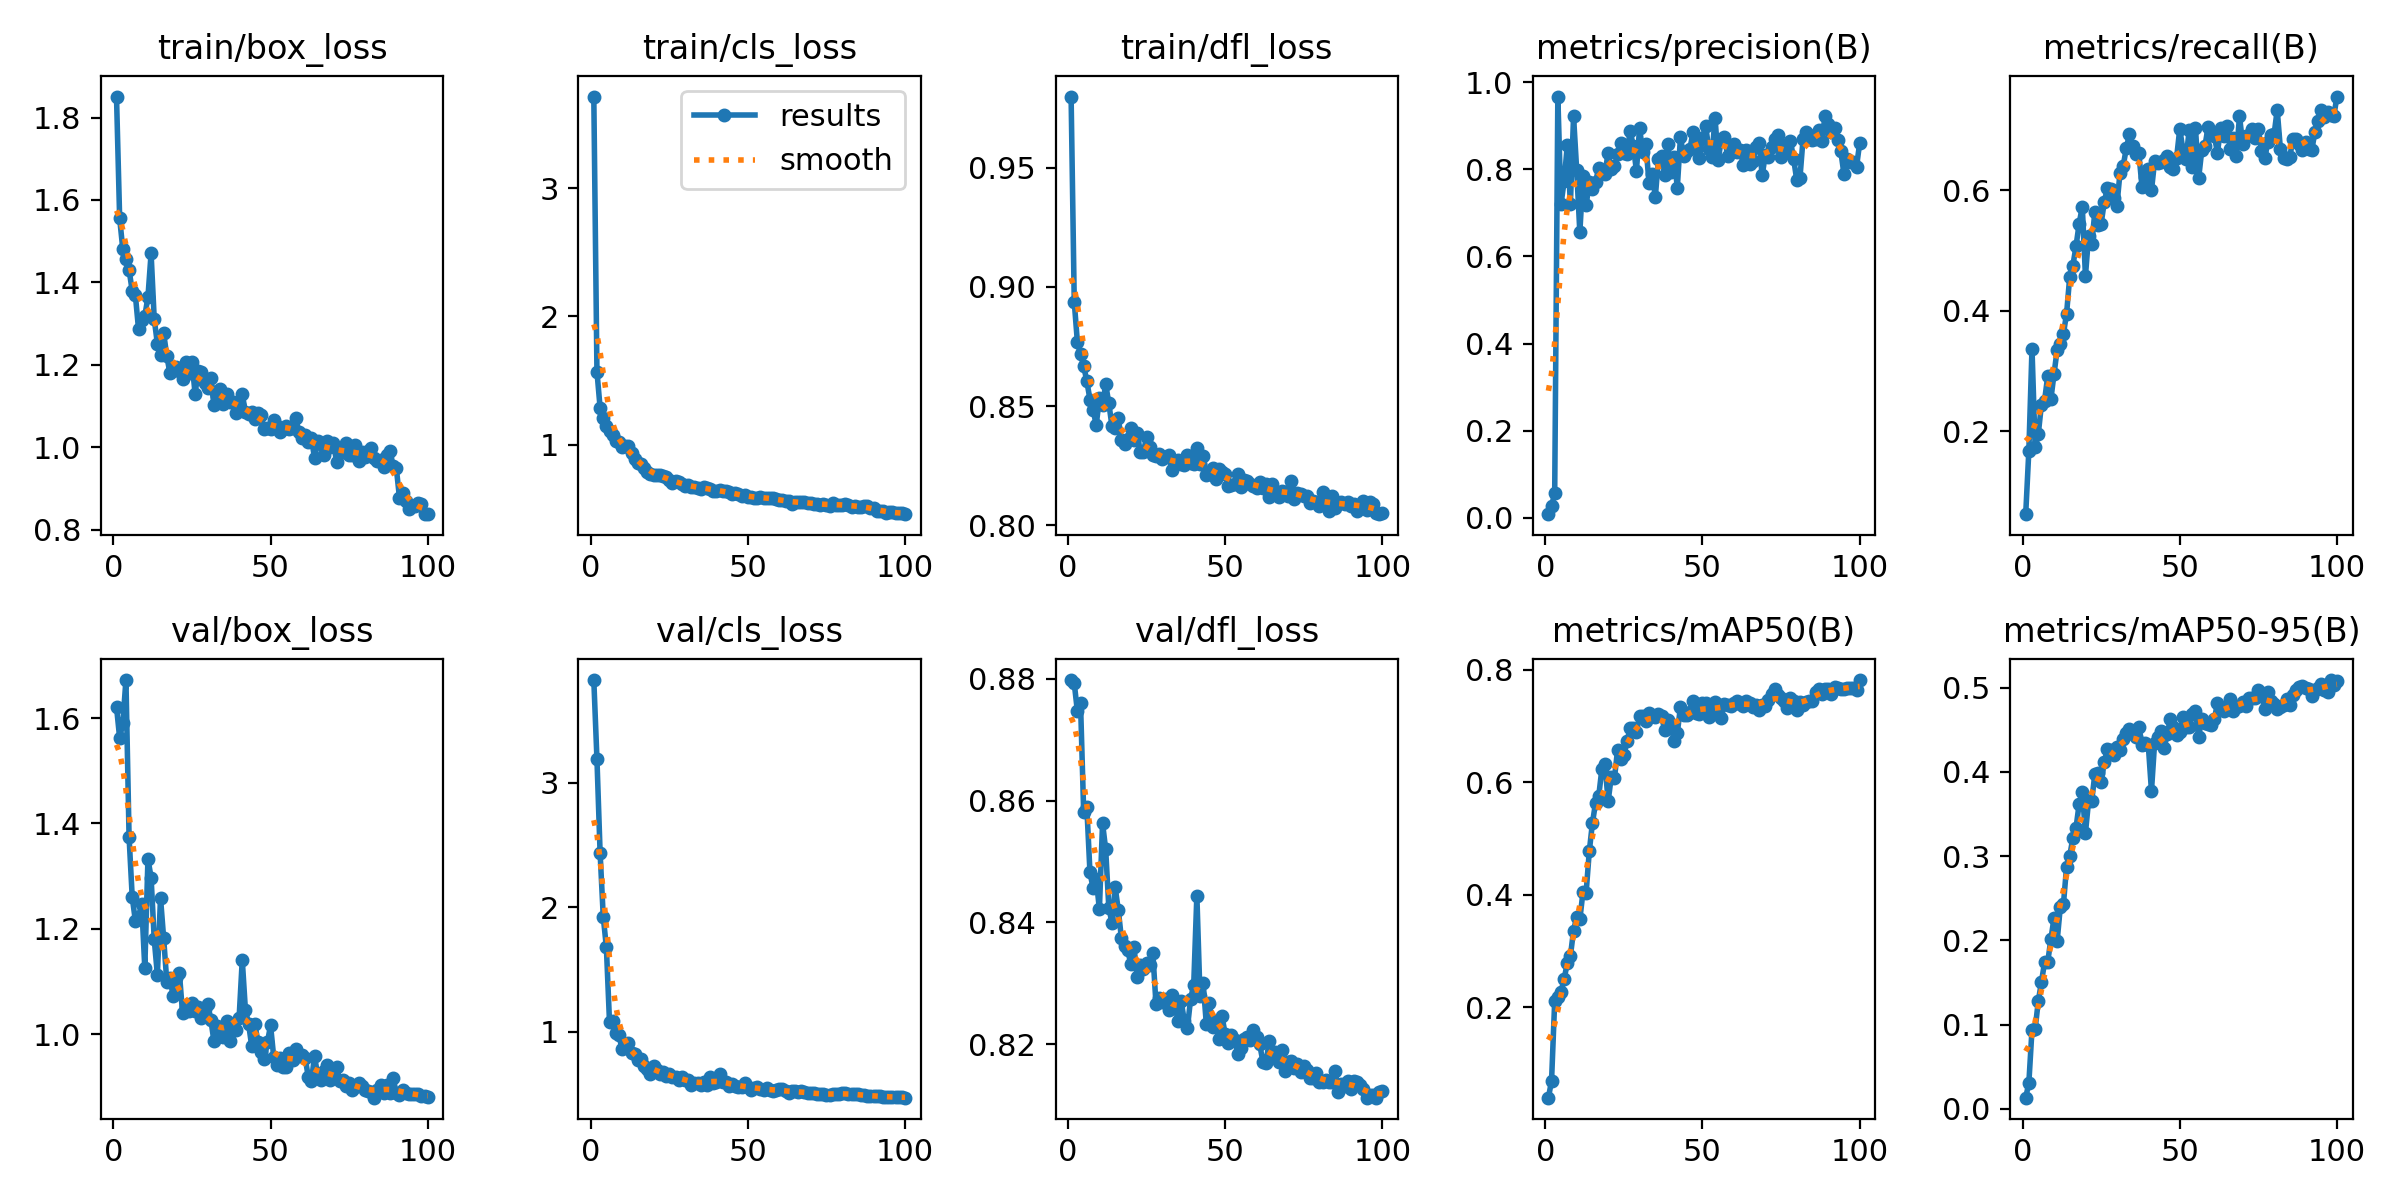 train/box_loss
1.8
1.6
1.4
1.2
1.0
0.8
0 50 100
train/cls_loss
results
smooth
3
2
1
0 50 100
train/dfl_loss
0.95
0.90
0.85
0.80
0 50 100
metrics/precision(B)
1.0
0.8
0.6
0.4
0.2
0.0
0 50 100
metrics/recall(B)
0.6
0.4
0.2
0 50 100
val/box_loss
1.6
1.4
1.2
1.0
0 50 100
val/cls_loss
3
2
1
0 50 100
val/dfl_loss
0.88
0.86
0.84
0.82
0 50 100
metrics/mAP50(B)
0.8
0.6
0.4
0.2
0 50 100
metrics/mAP50-95(B)
0.5
0.4
0.3
0.2
0.1
0.0
0 50 100